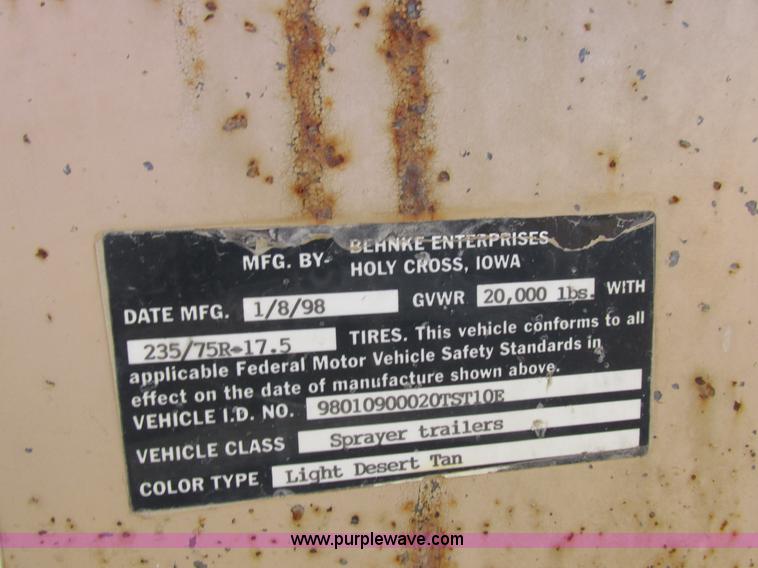 MFG. BY- BEHNKE ENTERPRISES
HOLY CROSS, IOWA
DATE MFG. 1/8/98 GVWR 20,000 lbs. WITH
235/75R-17.5 TIRES. This vehicle conforms to all
applicable Federal Motor Vehicle Safety Standards in
effect on the date of manufacture shown above.
VEHICLE I.D. NO. 98010900020TST10E
VEHICLE CLASS Sprayer trailers
COLOR TYPE Light Desert Tan
www.purplewave.com